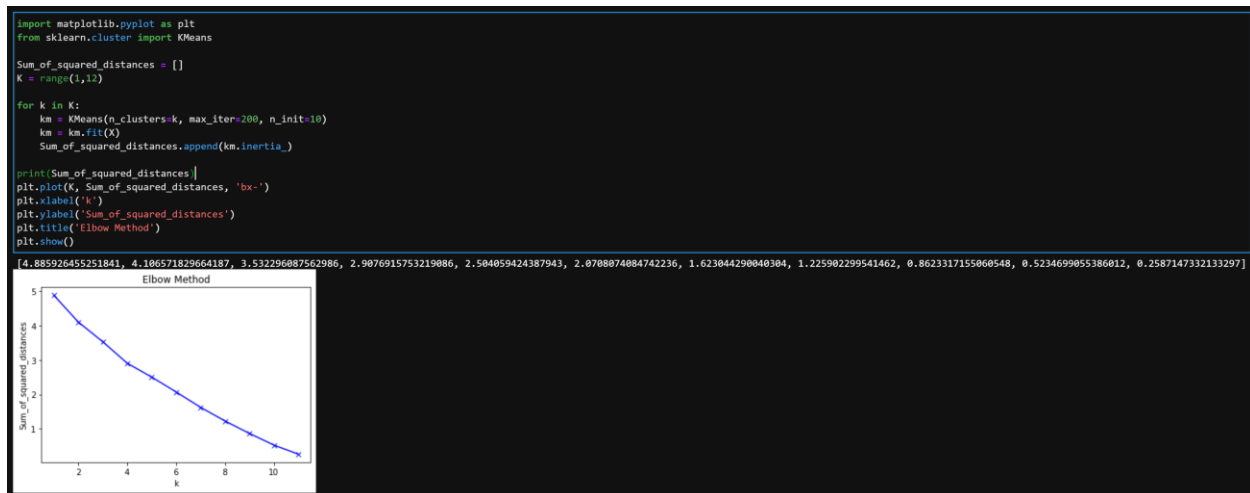 import matplotlib.pyplot as plt
from sklearn.cluster import KMeans
Sum_of_squared_distances = []
K = range(1,12)
for k in K:
    km = KMeans(n_clusters=k, max_iter=200, n_init=10)
    km = km.fit(X)
    Sum_of_squared_distances.append(km.inertia_)
print(Sum_of_squared_distances)
plt.plot(K, Sum_of_squared_distances, 'bx-')
plt.xlabel('k')
plt.ylabel('Sum_of_squared_distances')
plt.title('Elbow Method')
plt.show()
[4.885926455251841, 4.106571829664187, 3.532296087562986, 2.9076915753219086, 2.504059424387943, 2.0708074084742236, 1.623044290040304, 1.225902299541462, 0.8623317155060548, 0.5234699055386012, 0.2587147332133297]
Elbow Method
Sum_of_squared_distances
5
4
3
2
1
2 4 6 8 10
k